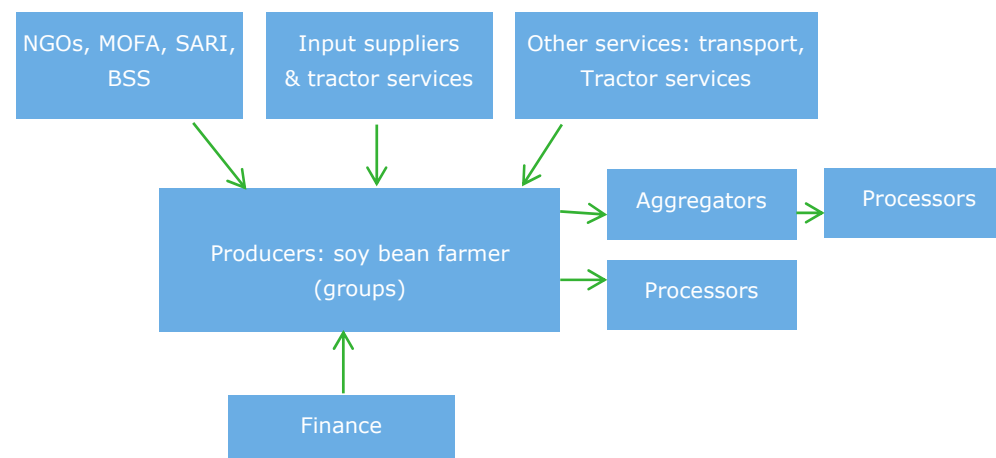 NGOs, MOFA, SARI,
BSS
Input suppliers
& tractor services
Other services: transport,
Tractor services
Producers: soy bean farmer
(groups)
Aggregators
Processors
Processors
Finance